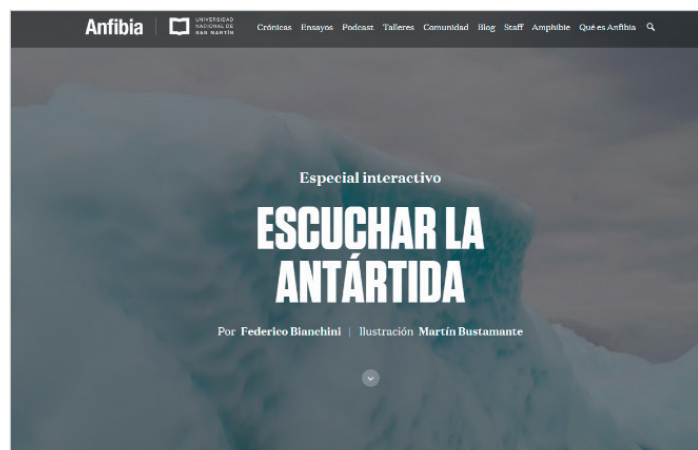 Anfibia
UNIVERSIDAD
NACIONAL DE
SAN MARTÍN
Crónicas Ensayos Podcast Talleres Comunidad Blog Staff Amphibie Qué es Anfibia
Especial interactivo
ESCUCHAR LA
ANTÁRTIDA
Por Federico Bianchini | Ilustración Martín Bustamante